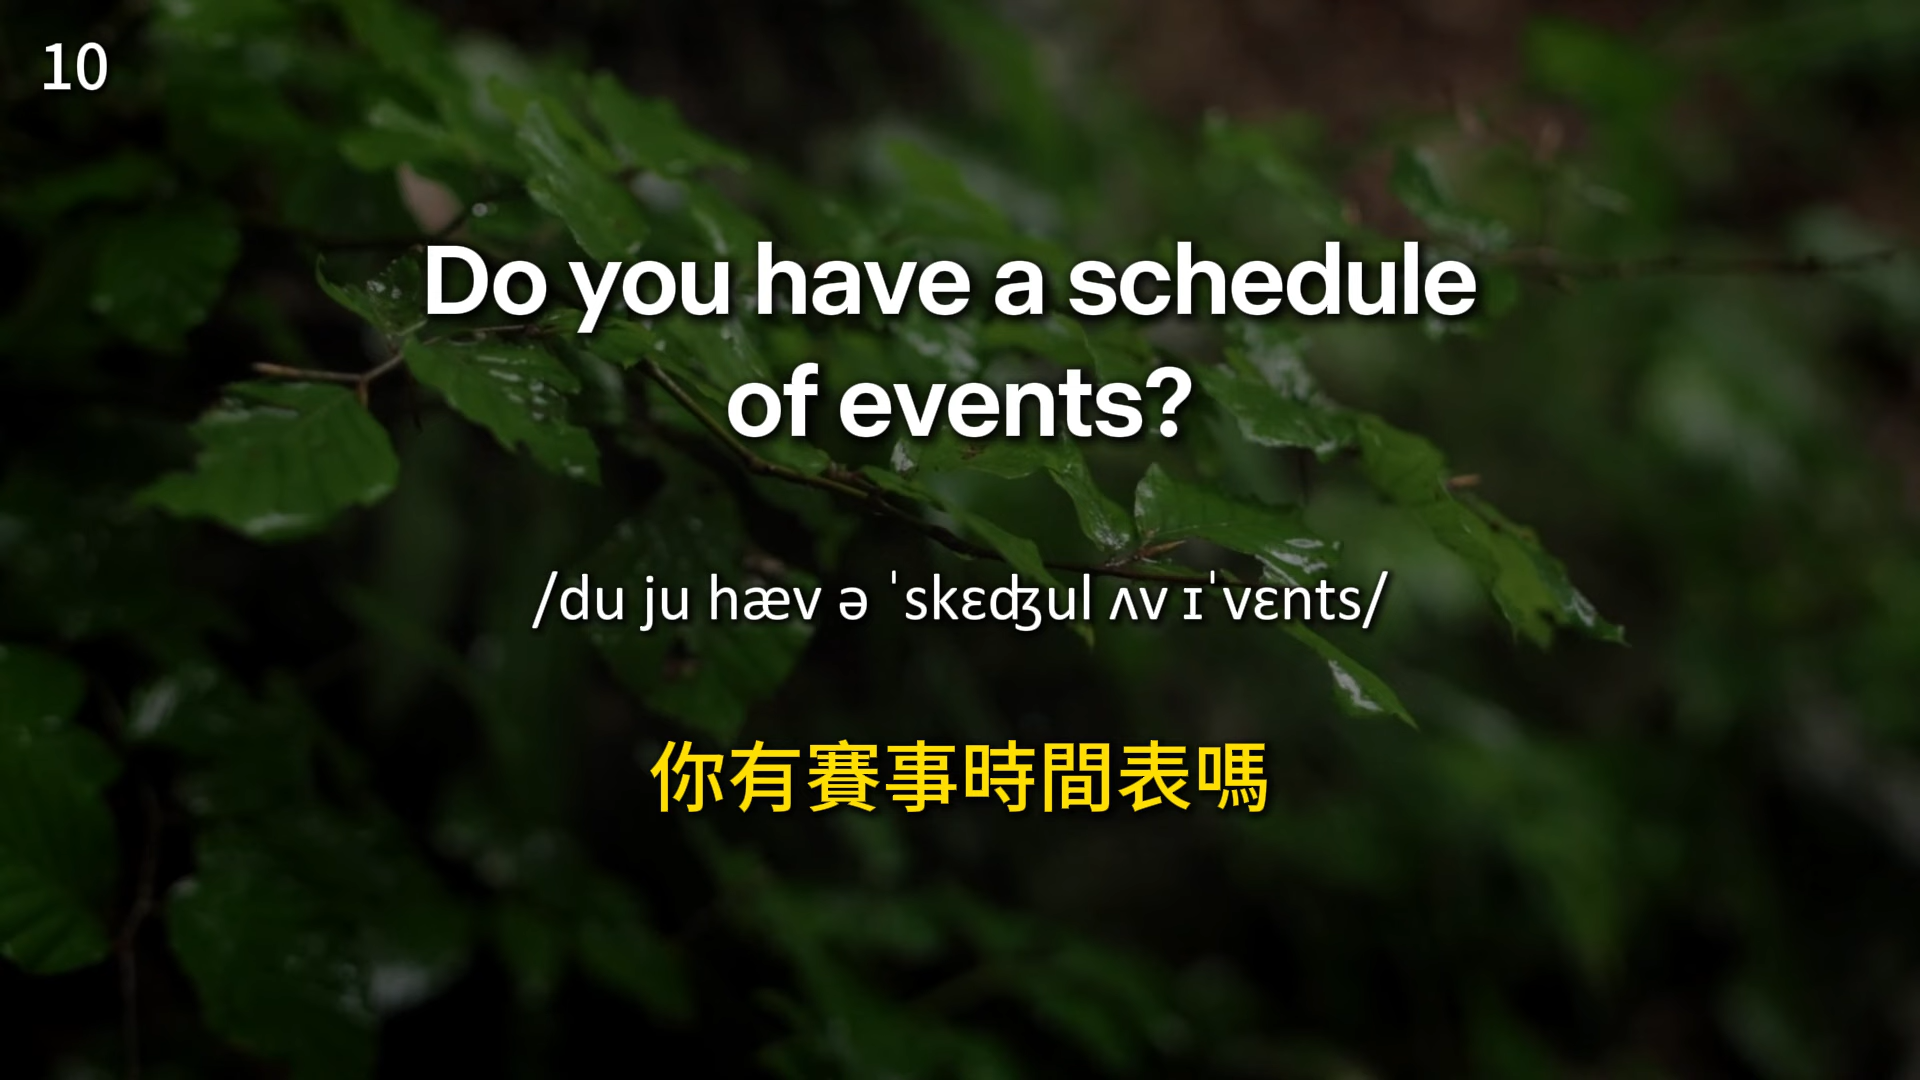 10
Do you have a schedule
of events?
/du ju hæv ə ˈskɛʤul ʌv ɪˈvɛnts/
你有賽事時間表嗎